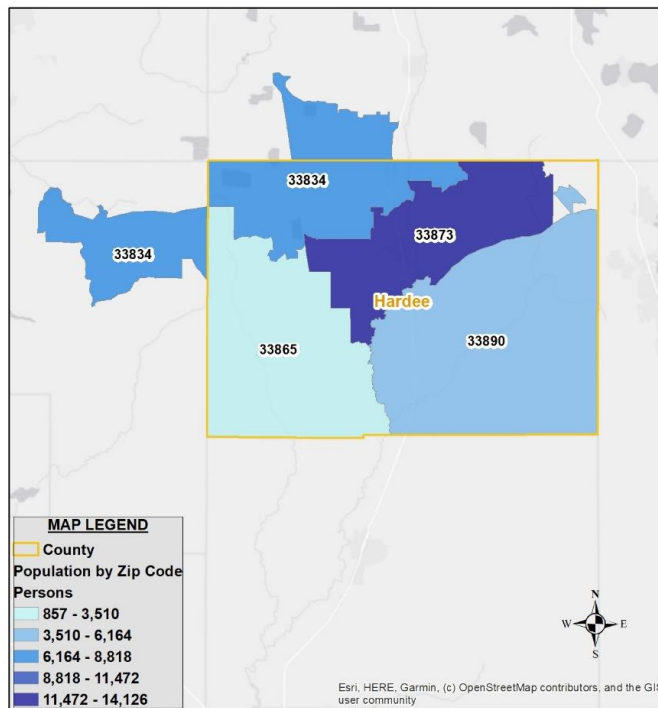 33834
33873
33834
Hardee
33890
33865
MAP LEGEND
County
Population by Zip Code
Persons
857 - 3,510
3,510 - 6,164
6,164 - 8,818
8,818 - 11,472
11,472 - 14,126
N
W E
S
Esri, HERE, Garmin, (c) OpenStreetMap contributors, and the GIS
user community